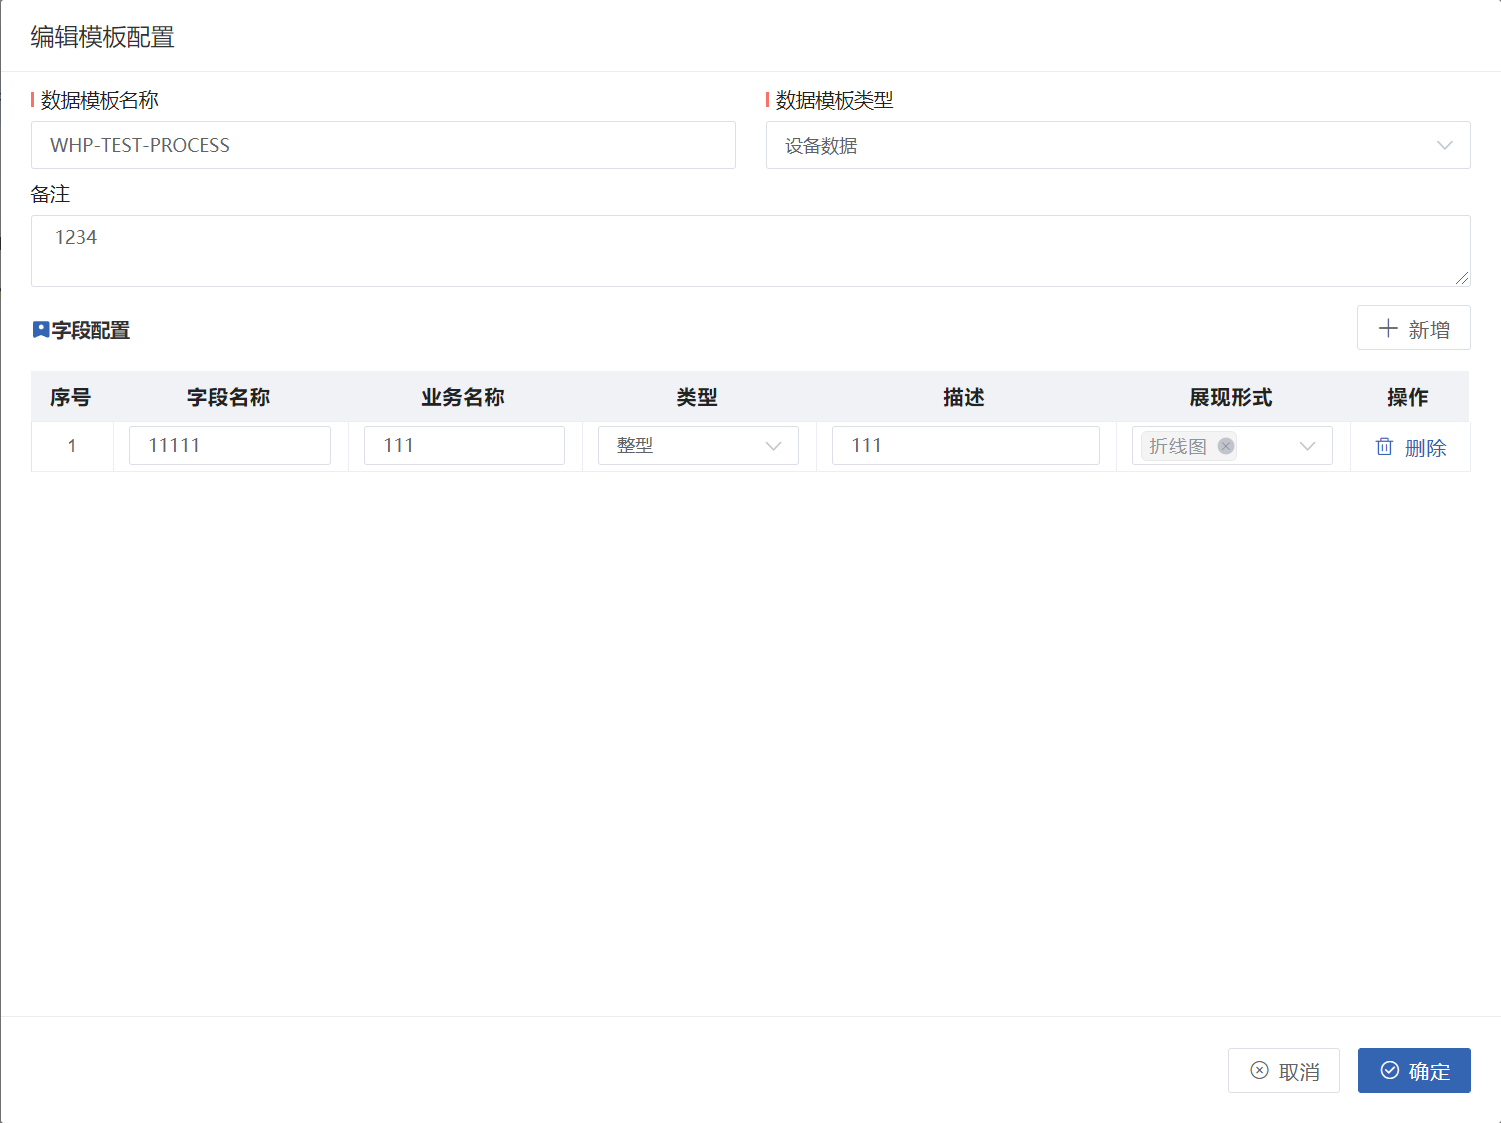 编辑模板配置
数据模板名称 数据模板类型
WHP-TEST-PROCESS 设备数据
备注
1234
字段配置 新增
序号 字段名称 业务名称 类型 描述 展现形式 操作
1 11111 111 整型 111 折线图 删除
取消 确定